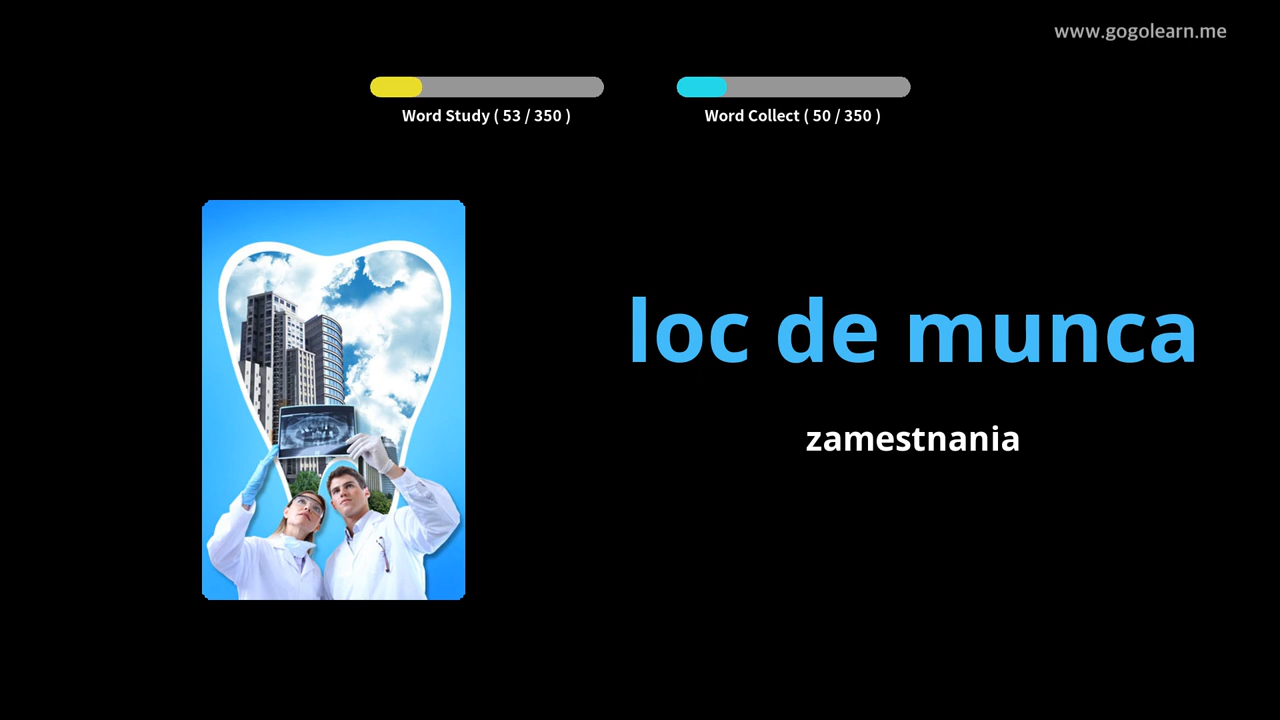 www.gogolearn.me
Word Study ( 53 / 350 )
Word Collect ( 50 / 350 )
loc de munca
zamestnania